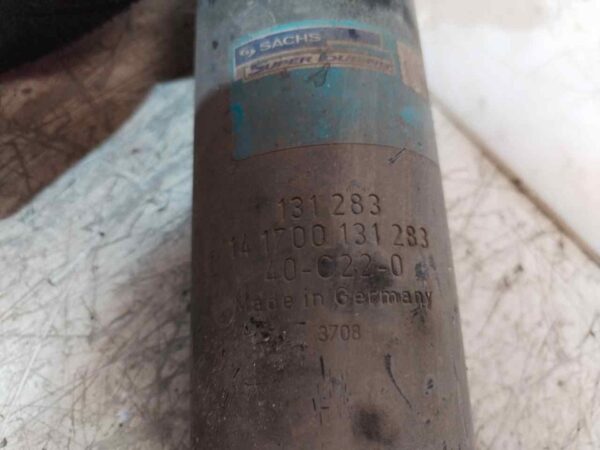 SACHS
SUPER TOURING
131 283
14 1700 131 283
40-C22-0
Made in Germany
3708